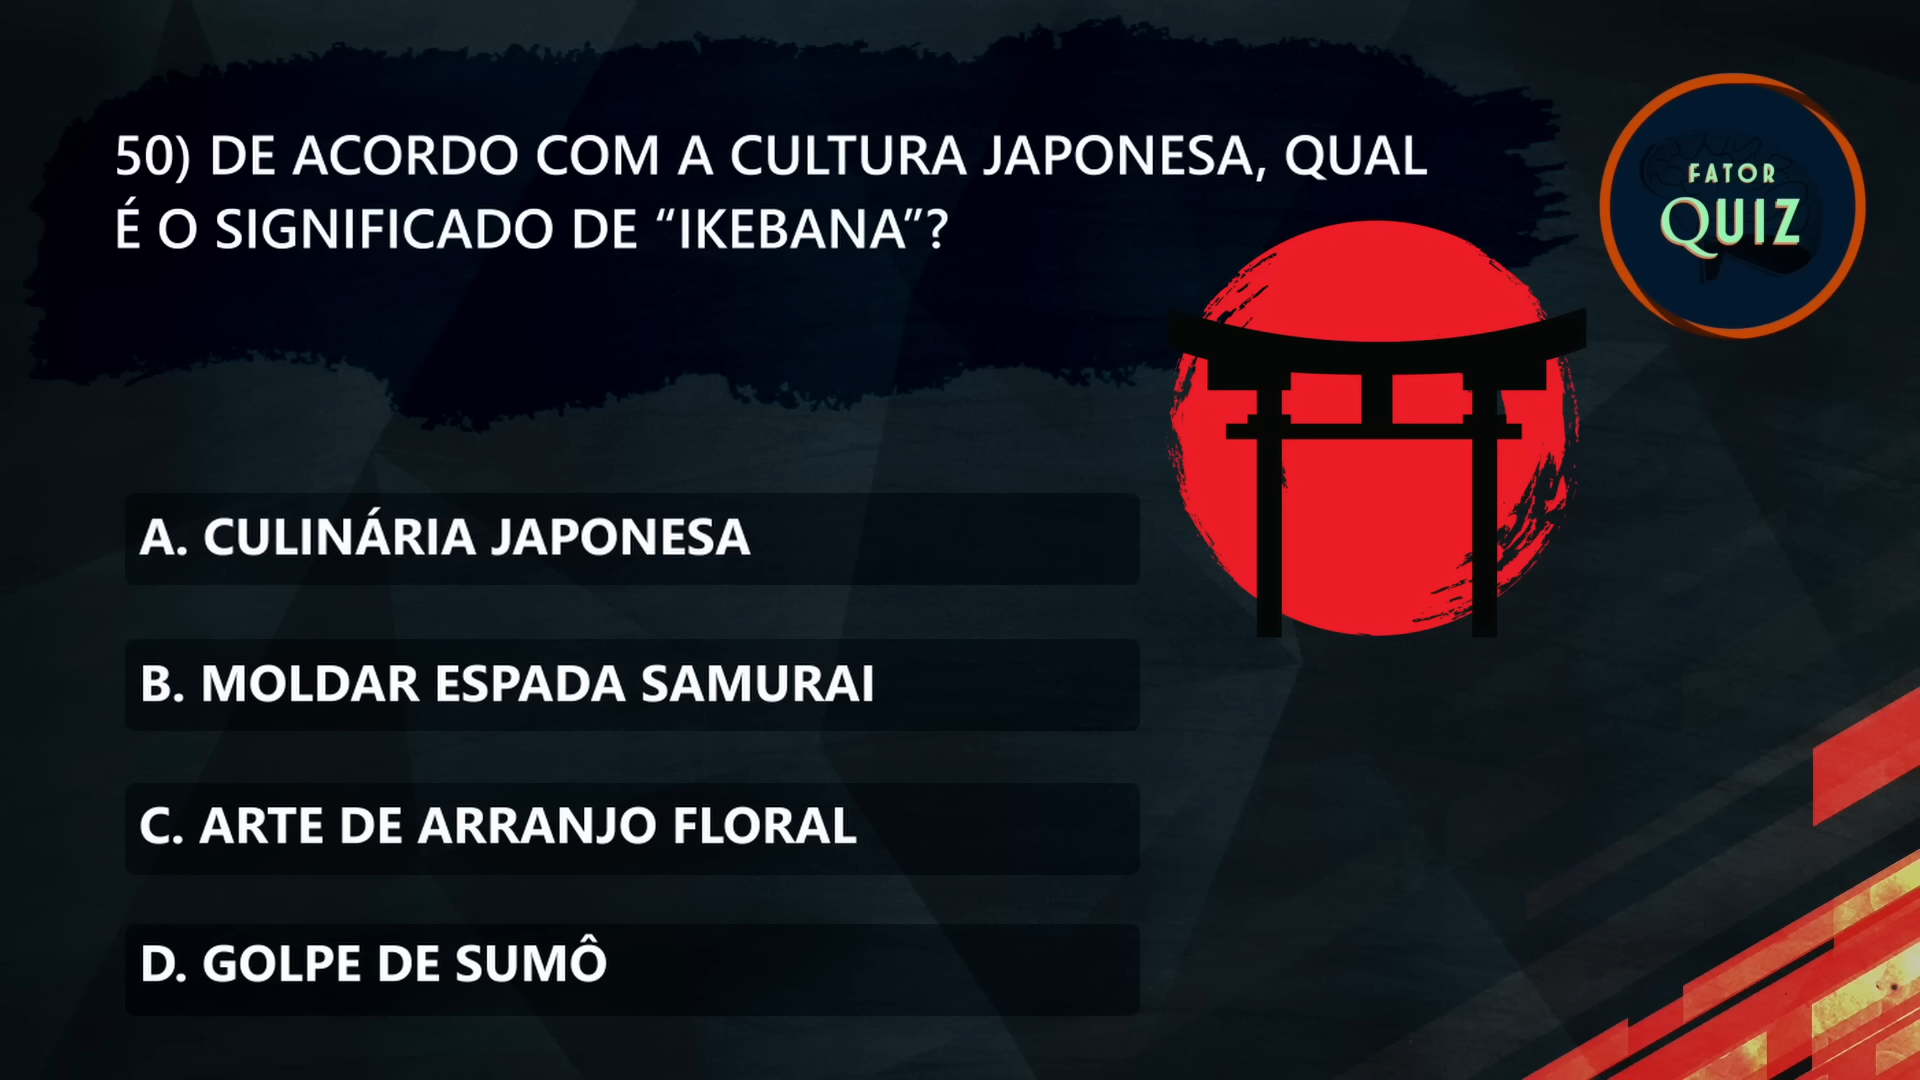 50) DE ACORDO COM A CULTURA JAPONESA, QUAL
É O SIGNIFICADO DE “IKEBANA”?
FATOR
QUIZ
A. CULINÁRIA JAPONESA
B. MOLDAR ESPADA SAMURAI
C. ARTE DE ARRANJO FLORAL
D. GOLPE DE SUMÔ